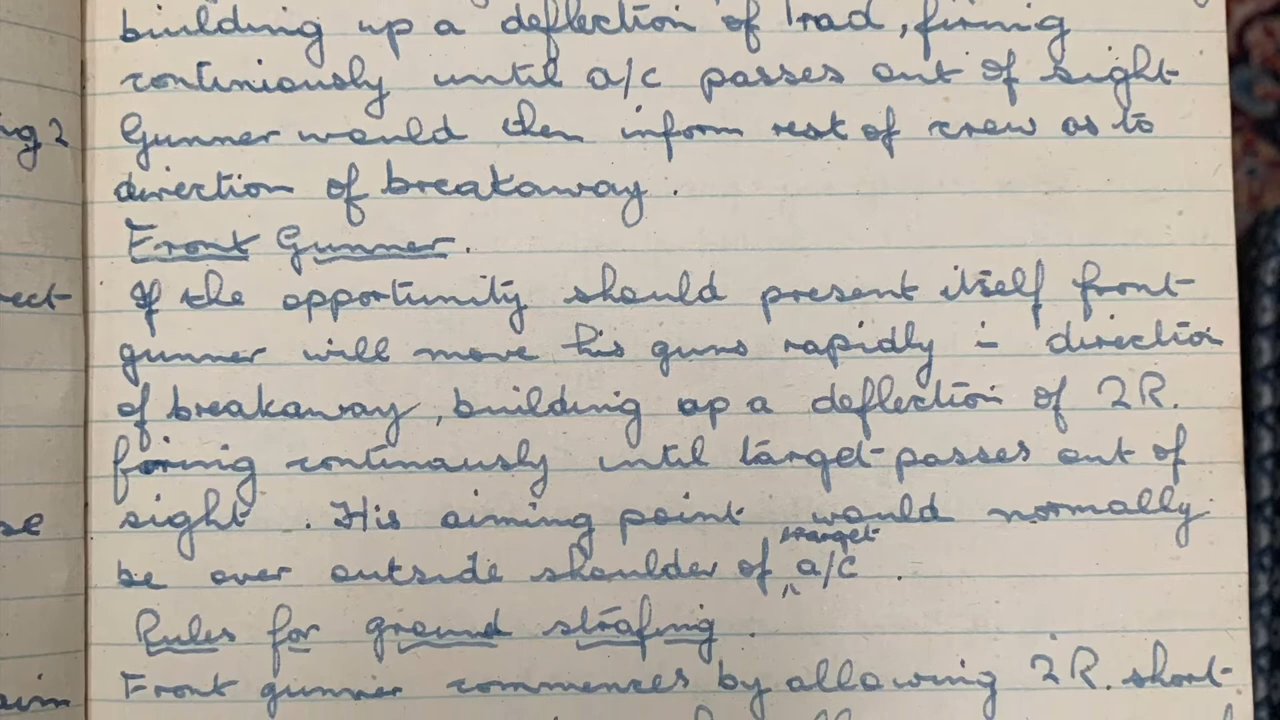 building up a deflection of 1rad, firing
continiously until a/c passes out of sight
Gunner would then inform rest of crew as to
direction of breakaway.
Front Gunner.
If the opportunity should present itself front
gunner will move his guns rapidly in direction
of breakaway, building up a deflection of 2R.
firing continuously until target passes out of
sight. His aiming point would normally
be over outside shoulder of target a/c.
Rules for ground strafing.
Front gunner commences by allowing 2R. short